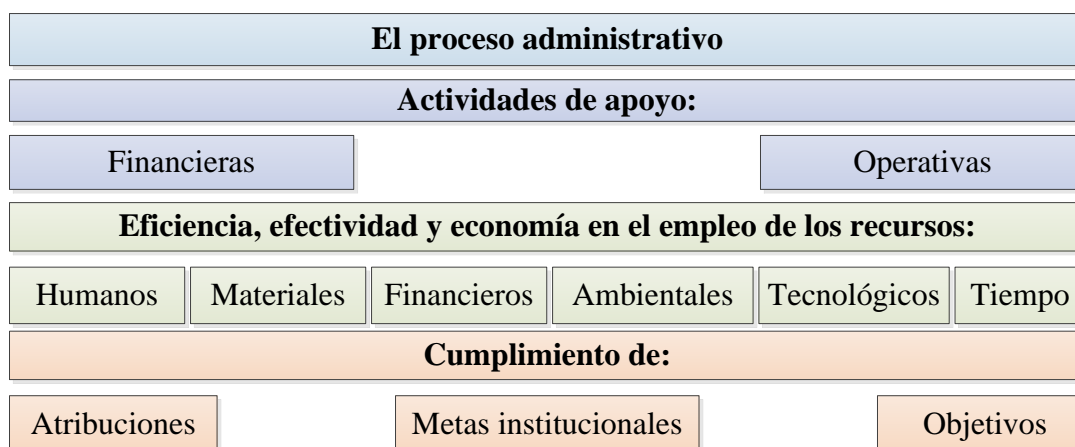 El proceso administrativo
Actividades de apoyo:
Financieras
Operativas
Eficiencia, efectividad y economía en el empleo de los recursos:
Humanos
Materiales
Financieros
Ambientales
Tecnológicos
Tiempo
Cumplimiento de:
Atribuciones
Metas institucionales
Objetivos